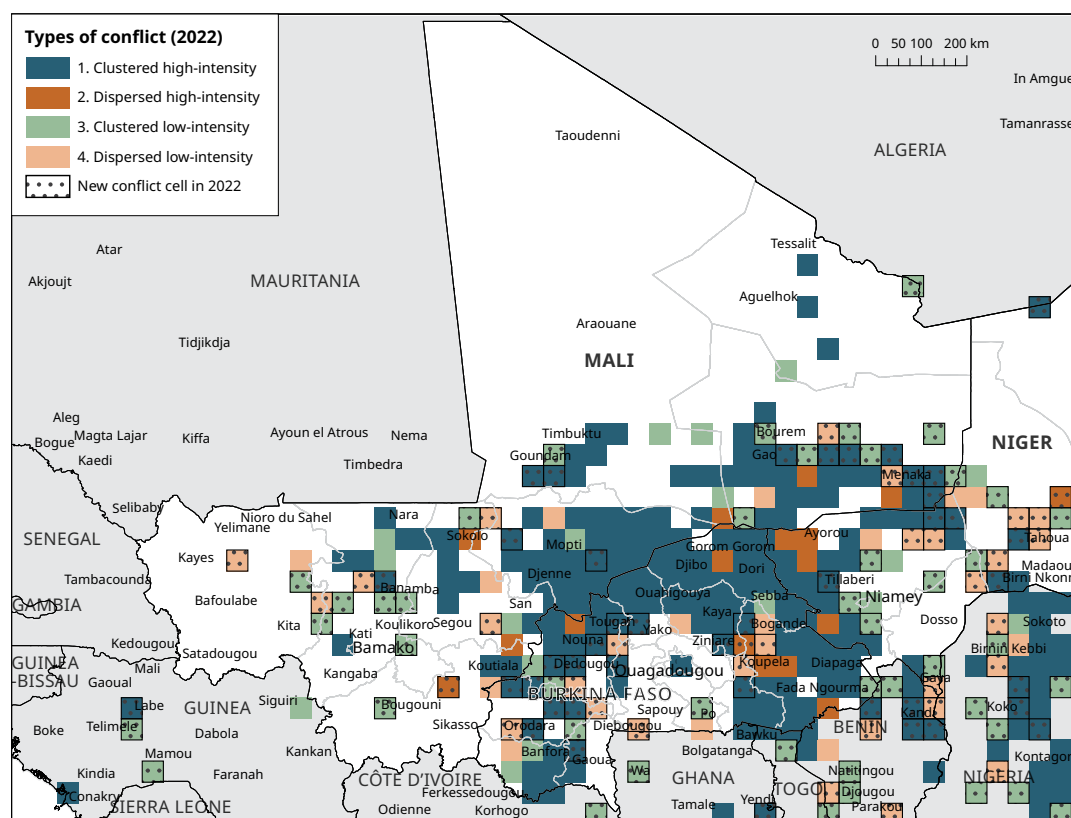 Types of conflict (2022)
1. Clustered high-intensity
2. Dispersed high-intensity
3. Clustered low-intensity
4. Dispersed low-intensity
New conflict cell in 2022
0 50 100 200 km
In Amgue
Tamanrasse
Taoudenni
ALGERIA
Atar
Tessalit
Akjoujt
MAURITANIA
Aguelhok
Araouane
Tidjikdja
MALI
Aleg
Magta Lajar
Bogue
Kiffa
Ayoun el Atrous
Nema
Timbuktu
Bourem
NIGER
Kaedi
Timbedra
Goundam
Gao
Menaka
Selibaby
Nioro du Sahel
Nara
Yelimane
SENEGAL
Sokolo
Mopti
Gorom Gorom
Ayorou
Tahoua
Kayes
Djibo
Dori
Madaou
Tambacounda
Djenne
Tillaberi
Birni Nkonn
Banamba
Ouahigouya
Sebba
Niamey
GAMBIA
Bafoulabe
San
Kaya
Kita
Koulikoro
Segou
Tougan
Yako
Bogande
Dosso
Sokoto
Kati
Bamako
Nouna
Ziniare
Kedougou
Satadougou
Birnin Kebbi
GUINEA
-BISSAU
Mali
Koutiala
Dedougou
Ouagadougou
Koupela
Diapaga
Gaoual
Kangaba
Gaya
Fada Ngourma
BURKINA FASO
Labe
GUINEA
Siguiri
Bougouni
Sapouy
Po
Kandi
Koko
Telimele
Boke
Dabola
Sikasso
Orodara
Diebougou
Bawku
BENIN
Mamou
Kankan
Banfora
Gaoua
Bolgatanga
Kontagor
Kindia
Faranah
CÔTE D'IVOIRE
Wa
GHANA
Natitingou
NIGERIA
Conakry
Ferkessedougou
TOGO
Djougou
SIERRA LEONE
Odienne
Korhogo
Tamale
Yendi
Parakou